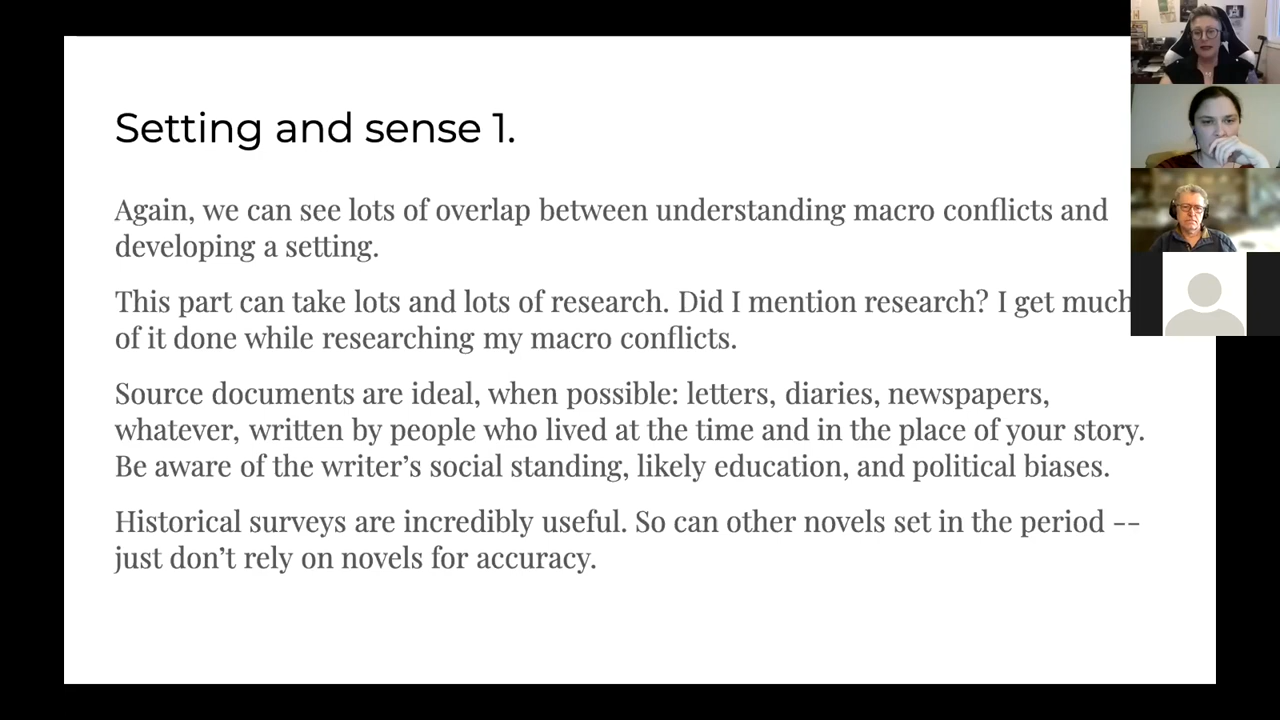 Setting and sense 1.
Again, we can see lots of overlap between understanding macro conflicts and
developing a setting.
This part can take lots and lots of research. Did I mention research? I get much
of it done while researching my macro conflicts.
Source documents are ideal, when possible: letters, diaries, newspapers,
whatever, written by people who lived at the time and in the place of your story.
Be aware of the writer’s social standing, likely education, and political biases.
Historical surveys are incredibly useful. So can other novels set in the period --
just don’t rely on novels for accuracy.